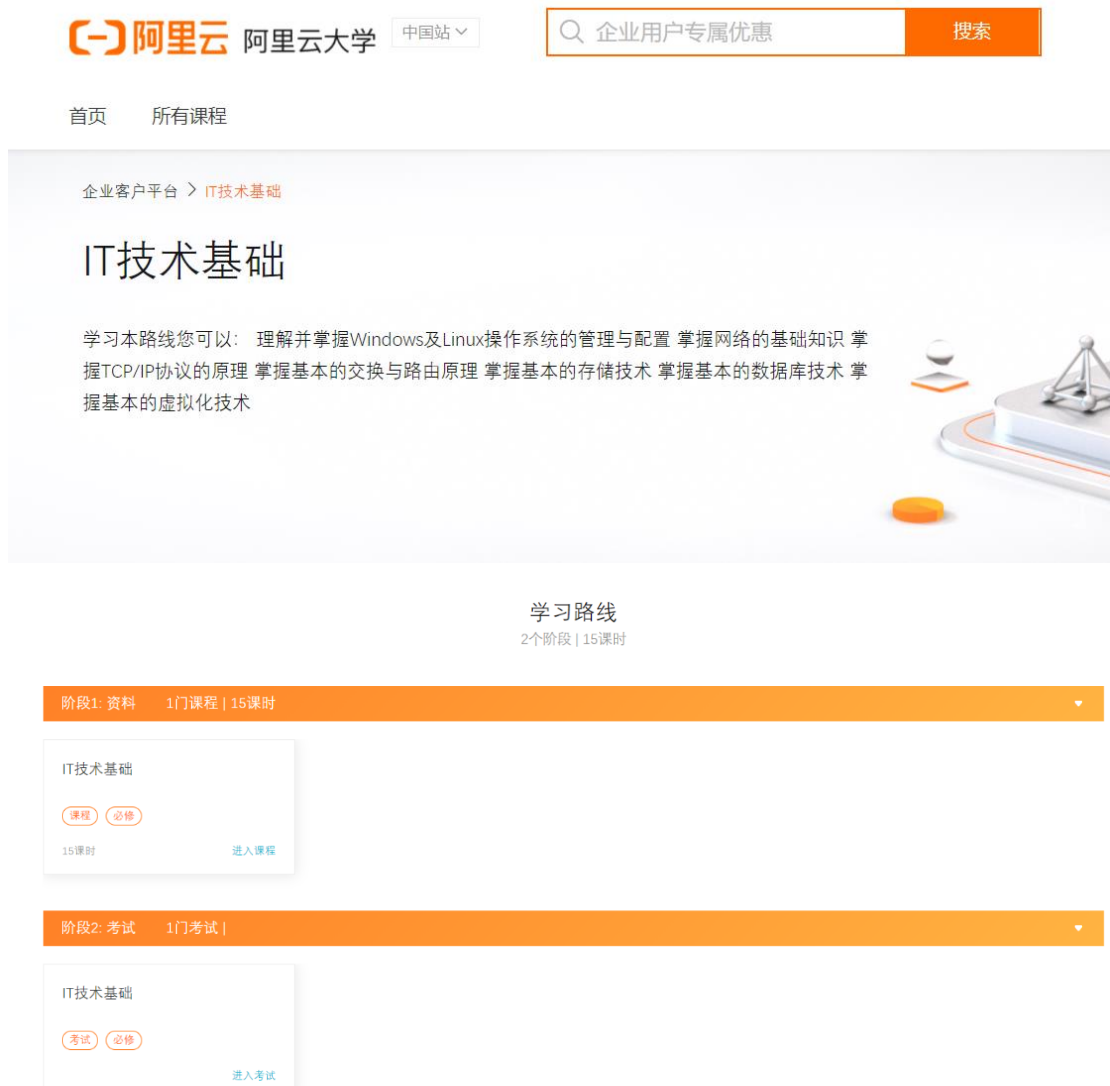 阿里云 阿里云大学 中国站 企业用户专属优惠 搜索
首页 所有课程
企业客户平台 > IT技术基础
IT技术基础
学习本路线您可以: 理解并掌握Windows及Linux操作系统的管理与配置 掌握网络的基础知识 掌
握TCP/IP协议的原理 掌握基本的交换与路由原理 掌握基本的存储技术 掌握基本的数据库技术 掌
握基本的虚拟化技术
学习路线
2个阶段 | 15课时
阶段1: 资料 1门课程 | 15课时
IT技术基础
课程 必修
15课时 进入课程
阶段2: 考试 1门考试 |
IT技术基础
考试 必修
进入考试